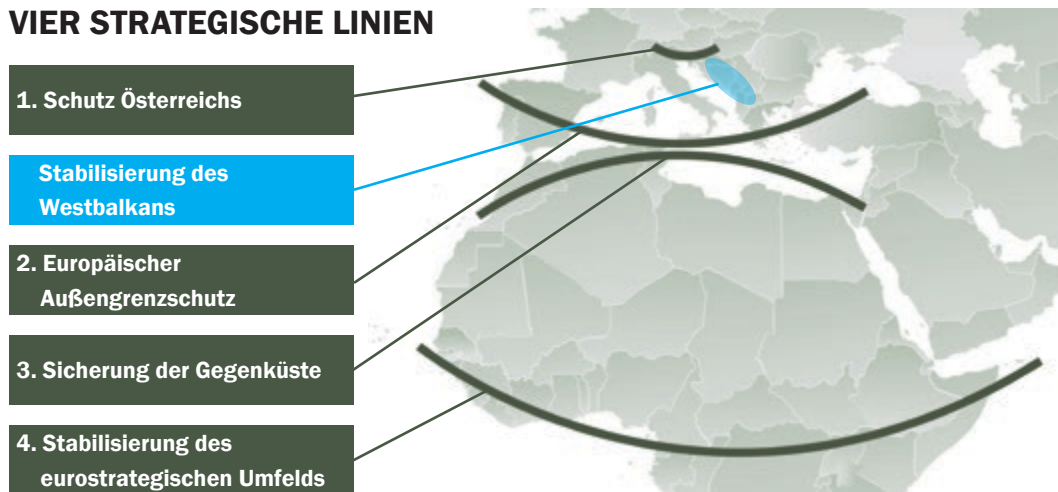 VIER STRATEGISCHE LINIEN
1. Schutz Österreichs
Stabilisierung des
Westbalkans
2. Europäischer
Außengrenzschutz
3. Sicherung der Gegenküste
4. Stabilisierung des
eurostrategischen Umfelds